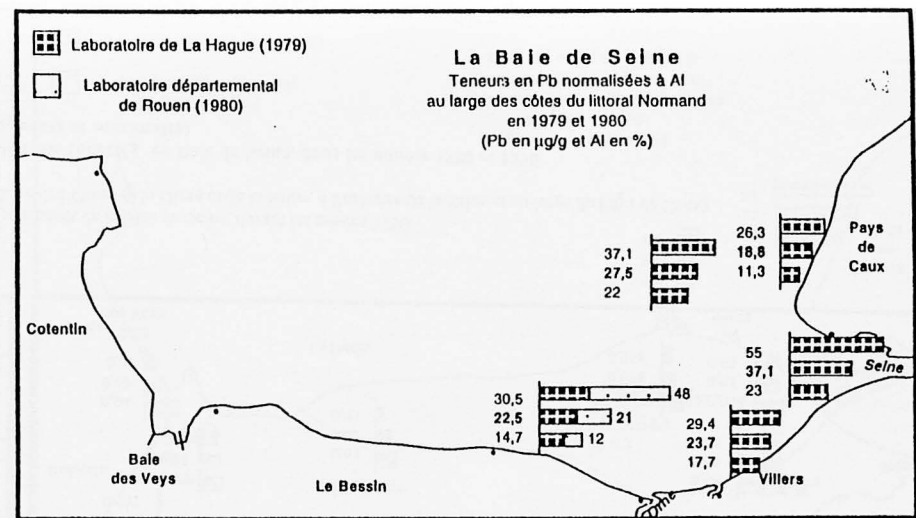 Laboratoire de La Hague (1979)
Laboratoire départemental
de Rouen (1980)
La Baie de Seine
Teneurs en Pb normalisées à Al
au large des côtes du littoral Normand
en 1979 et 1980
(Pb en µg/g et Al en %)
26,3
18,8
11,3
Pays
de
Caux
37,1
27,5
22
Cotentin
55
37,1
23
Seine
30,5
48
22,5
21
14,7
12
29,4
23,7
17,7
Villers
Baie
des Veys
Le Bessin
Orne